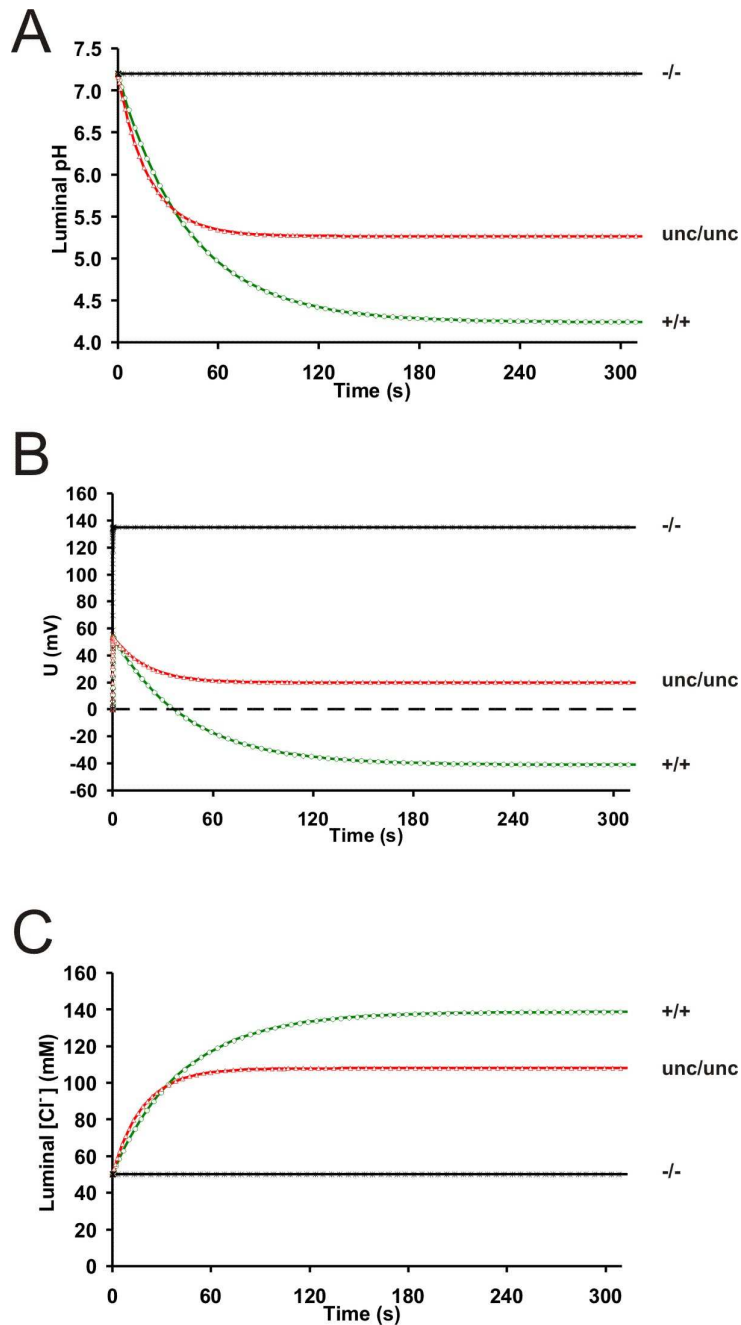 A
7.5
7.0
6.5
6.0
5.5
5.0
4.5
4.0
Luminal pH
0 60 120 180 240 300
Time (s)
-/-
unc/unc
+/+
B
160
140
120
100
80
60
40
20
0
-20
-40
-60
U (mV)
0 60 120 180 240 300
Time (s)
-/-
unc/unc
+/+
C
160
140
120
100
80
60
40
20
0
Luminal [Cl⁻] (mM)
0 60 120 180 240 300
Time (s)
+/+
unc/unc
-/-